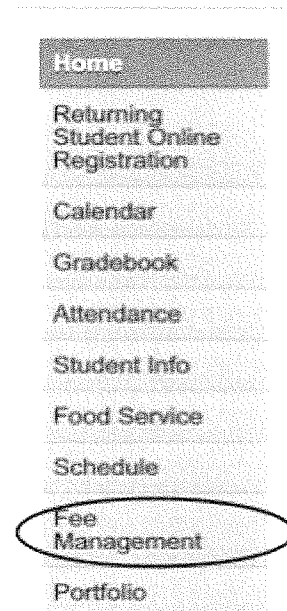 Home
Returning
Student Online
Registration
Calendar
Gradebook
Attendance
Student Info
Food Service
Schedule
Fee
Management
Portfolio